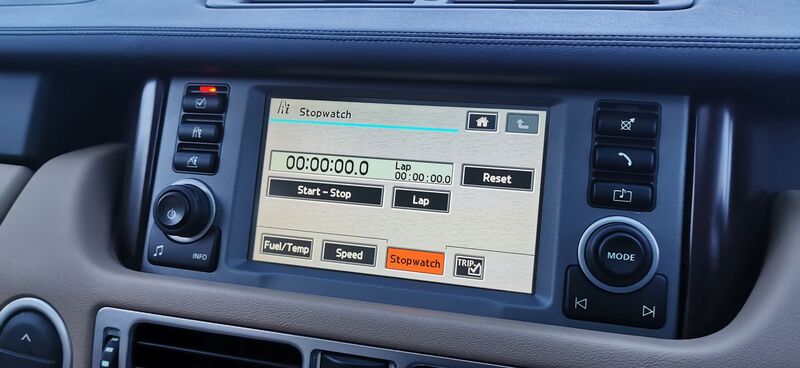 Stopwatch
00:00:00.0
Lap
00:00:00.0
Reset
Start - Stop
Lap
Fuel/Temp
Speed
Stopwatch
TRIP
INFO
MODE